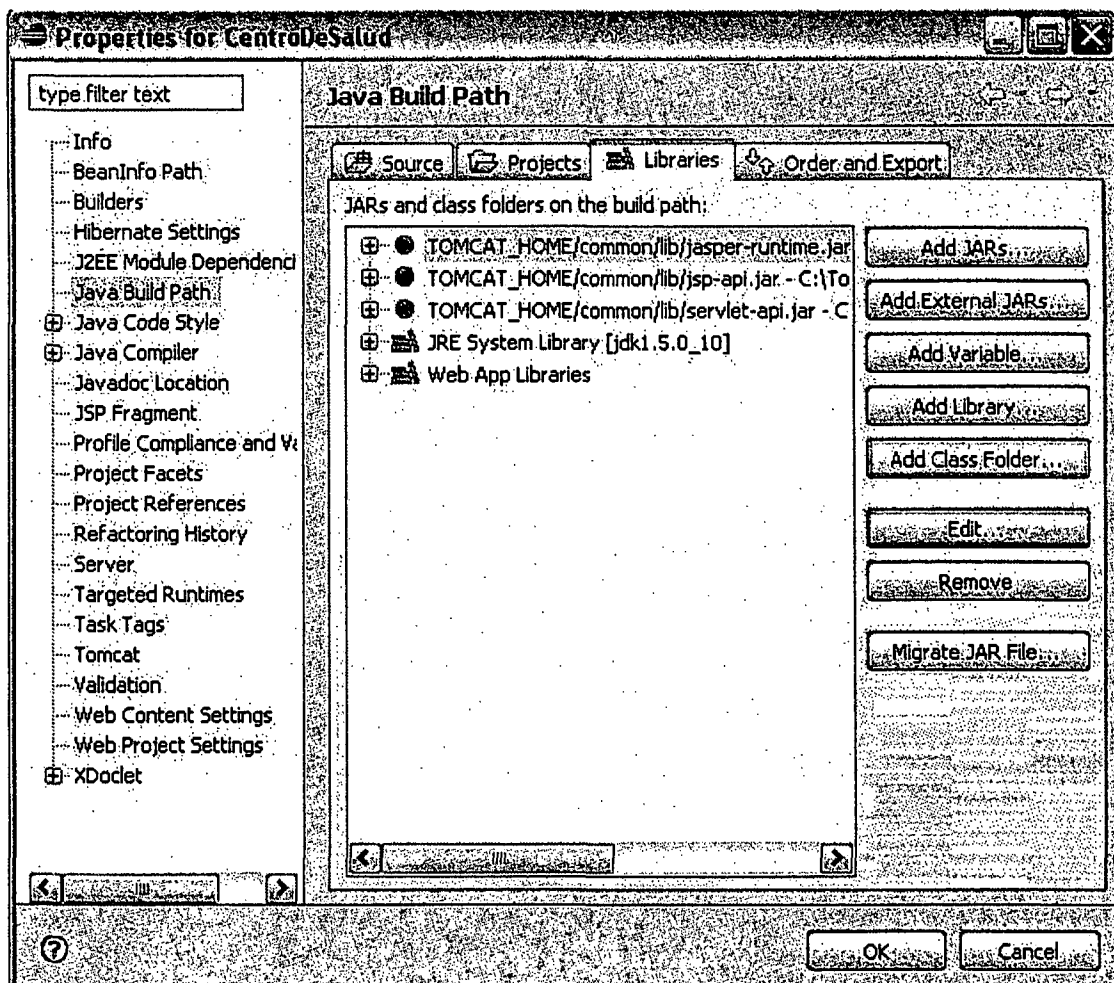 Properties for CentroDeSalud
type filter text
Info
BeanInfo Path
Builders
Hibernate Settings
J2EE Module Dependenci
Java Build Path
Java Code Style
Java Compiler
Javadoc Location
JSP Fragment
Profile Compliance and Va
Project Facets
Project References
Refactoring History
Server
Targeted Runtimes
Task Tags
Tomcat
Validation
Web Content Settings
Web Project Settings
XDoclet
Java Build Path
Source
Projects
Libraries
Order and Export
JARs and class folders on the build path:
TOMCAT_HOME/common/lib/jasper-runtime.jar
TOMCAT_HOME/common/lib/jsp-api.jar - C:\To
TOMCAT_HOME/common/lib/servlet-api.jar - C
JRE System Library [jdk1.5.0_10]
Web App Libraries
Add JARs...
Add External JARs...
Add Variable...
Add Library...
Add Class Folder...
Edit...
Remove
Migrate JAR File...
OK
Cancel